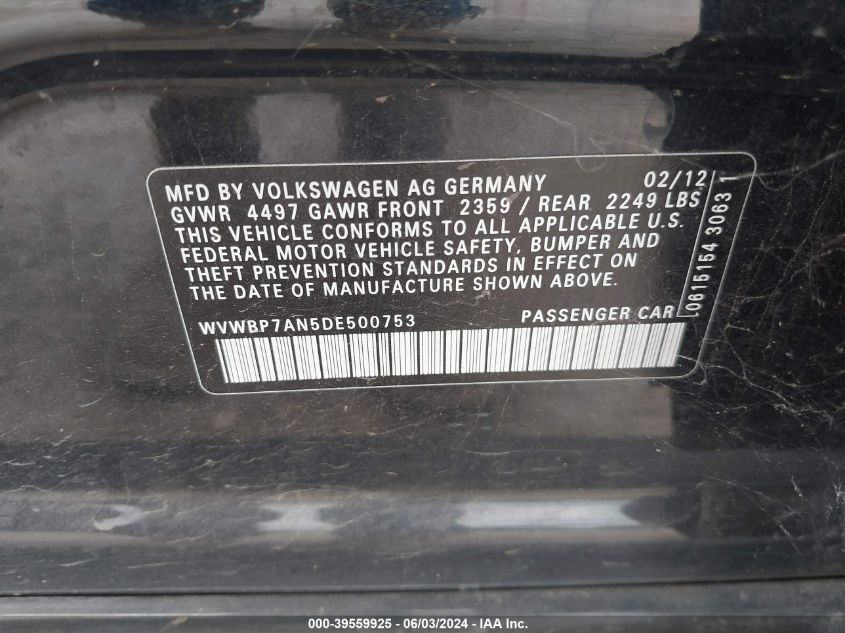 MFD BY VOLKSWAGEN AG GERMANY 02/12
GVWR 4497 GAWR FRONT 2359 / REAR 2249 LBS
THIS VEHICLE CONFORMS TO ALL APPLICABLE U.S.
FEDERAL MOTOR VEHICLE SAFETY, BUMPER AND
THEFT PREVENTION STANDARDS IN EFFECT ON
THE DATE OF MANUFACTURE SHOWN ABOVE.
WVWBP7AN5DE500753 PASSENGER CAR
0615154 3063 1
000-39559925 - 06/03/2024 - IAA Inc.